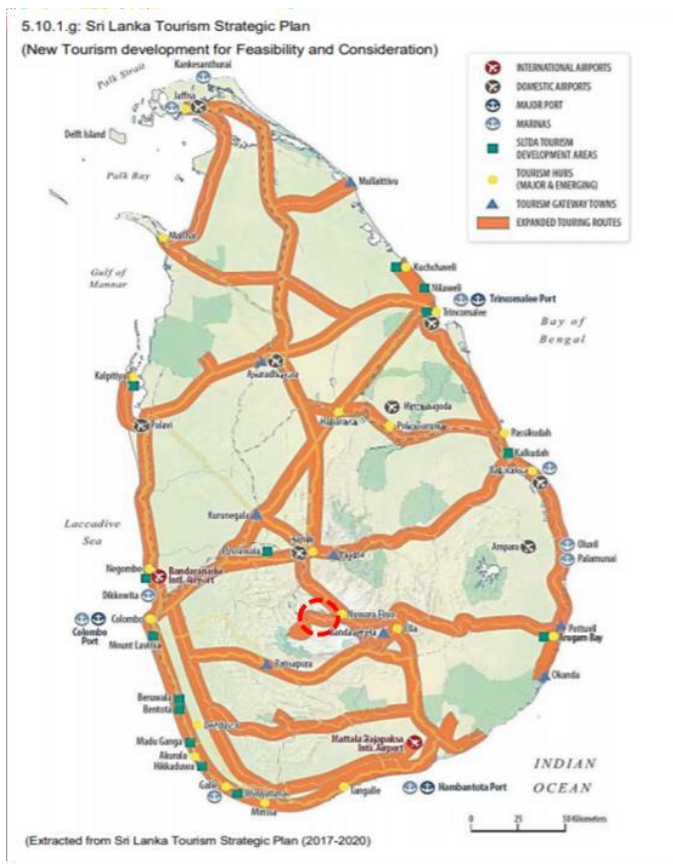 5.10.1.g: Sri Lanka Tourism Strategic Plan
(New Tourism development for Feasibility and Consideration)
Palk Strait
Kankesanthurai
Jaffna
Delft Island
Palk Bay
Mullaittivu
Mannar
Gulf of
Mannar
INTERNATIONAL AIRPORTS
DOMESTIC AIRPORTS
MAJOR PORT
MARINAS
SLTDA TOURISM
DEVELOPMENT AREAS
TOURISM HUBS
(MAJOR & EMERGING)
TOURISM GATEWAY TOWNS
EXPANDED TOURING ROUTES
Kuchchaveli
Nilaweli
Trincomalee Port
Trincomalee
Bay of
Bengal
Anuradhapura
Kalpitiya
Palavi
Habarana
Hingurakgoda
Polonnaruwa
Passikudah
Kalkudah
Batticaloa
Kurunegala
Laccadive
Sea
Kandy
Ampara
Oluvil
Palamunai
Negombo
Bandaranaike
Intl. Airport
Dikkowita
Colombo
Colombo
Port
Mount Lavinia
Nuwara Eliya
Bandarawela
Ella
Pottuvil
Arugam Bay
Ratnapura
Okanda
Beruwala
Bentota
Deniyaya
Madu Ganga
Akurala
Hikkaduwa
Mattala Rajapaksa
Intl. Airport
INDIAN
OCEAN
Galle
Mirissa
Tangalle
Hambantota Port
0 25 50 Kilometers
(Extracted from Sri Lanka Tourism Strategic Plan (2017-2020)